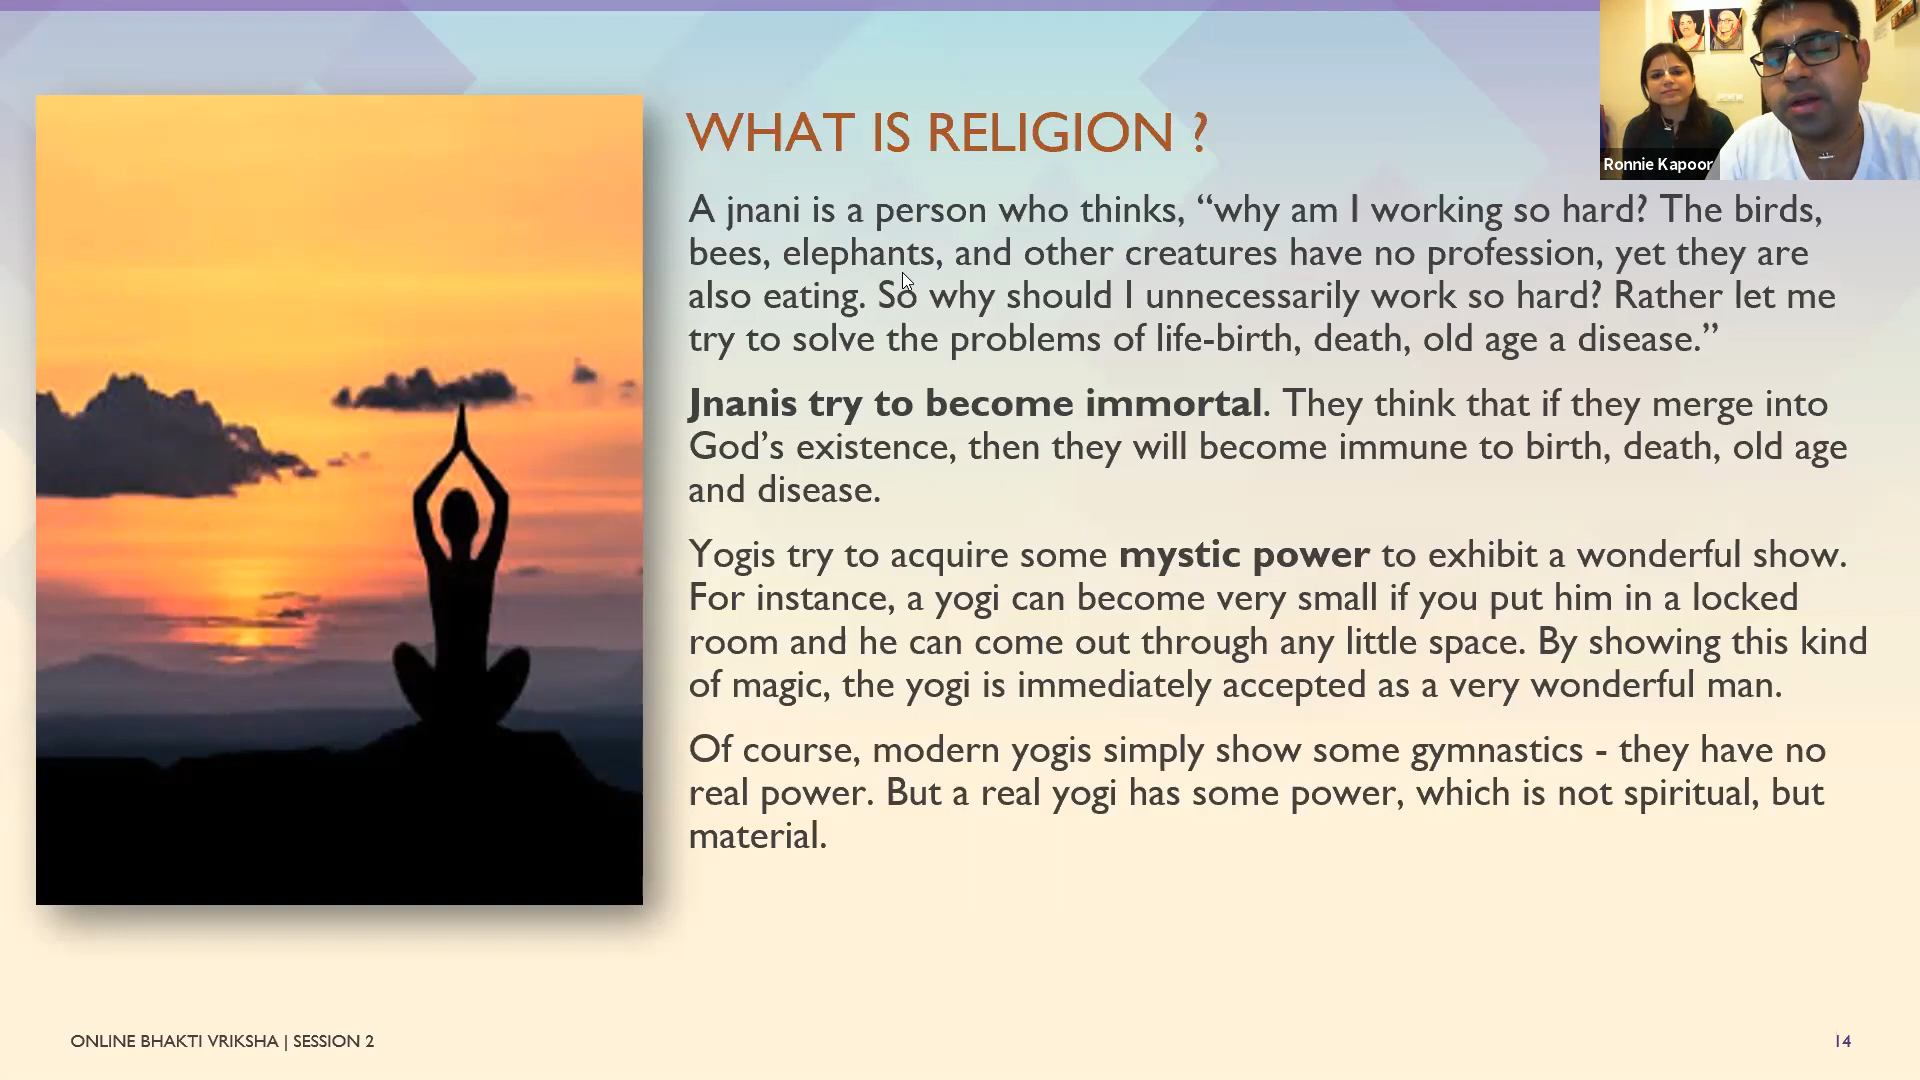 WHAT IS RELIGION ?
Ronnie Kapoor
A jnani is a person who thinks, “why am I working so hard? The birds,
bees, elephants, and other creatures have no profession, yet they are
also eating. So why should I unnecessarily work so hard? Rather let me
try to solve the problems of life-birth, death, old age a disease.”
Jnanis try to become immortal. They think that if they merge into
God’s existence, then they will become immune to birth, death, old age
and disease.
Yogis try to acquire some mystic power to exhibit a wonderful show.
For instance, a yogi can become very small if you put him in a locked
room and he can come out through any little space. By showing this kind
of magic, the yogi is immediately accepted as a very wonderful man.
Of course, modern yogis simply show some gymnastics - they have no
real power. But a real yogi has some power, which is not spiritual, but
material.
ONLINE BHAKTI VRIKSHA | SESSION 2
14